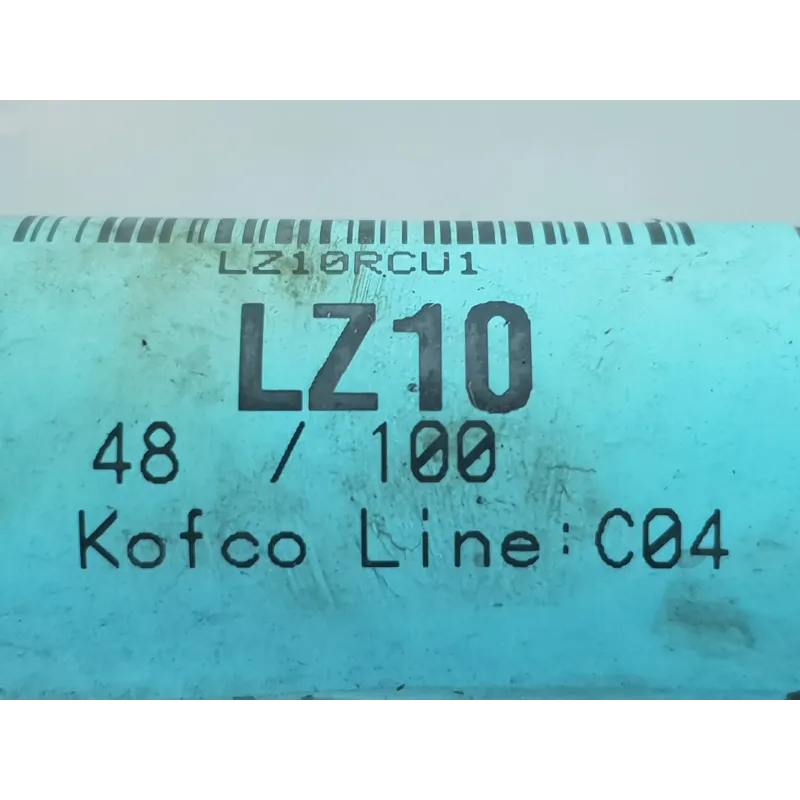 LZ10RCU1
LZ10
48 / 100
Kofco Line:C04